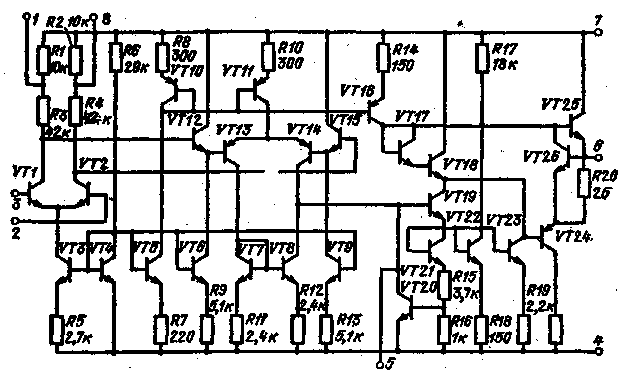 1 R2 10к 8 7
R1 10к
R6 20к
R8 300
R10 300
R14 150
R17 18к
VT10 VT11 VT16 VT25
R3 42к
R4
VT12 VT13 VT14 VT15 VT17
VT1 VT2 VT18 VT26 6
3
2
VT19 R20 25
VT22 VT23 VT24
VT3 VT4 VT5 VT6 VT7 VT8 VT9
VT21
VT20
R15 3,7к
R5 2,7к
R7 220
R9 5,1к
R11 2,4к
R12 2,4к
R13 5,1к
R16 1к
R18 150
R19 2,2к
4
5